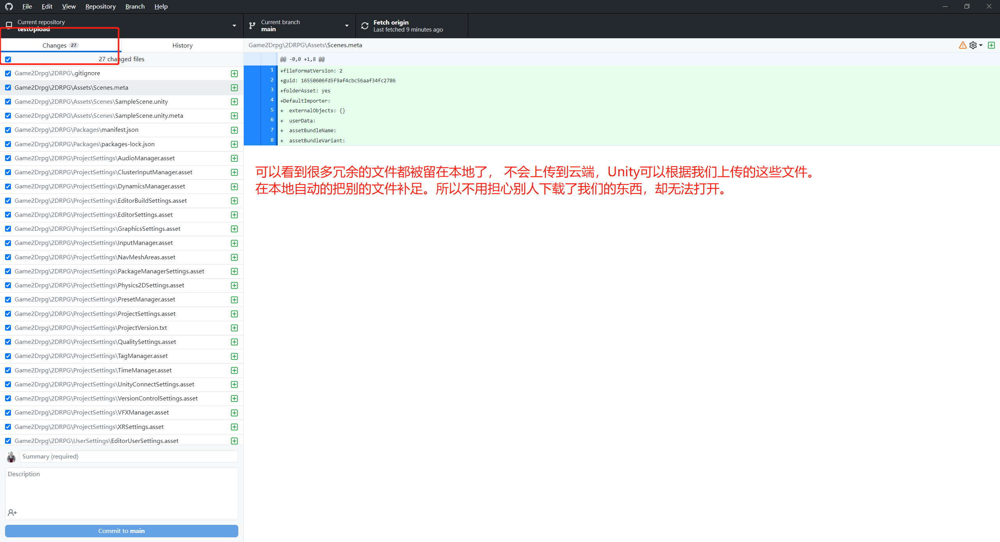 File Edit View Repository Branch Help
Current repository
testUpload
Current branch
main
Fetch origin
Last fetched 9 minutes ago
Changes 27
History
27 changed files
Game2Drpg\2DRPG\.gitignore
Game2Drpg\2DRPG\Assets\Scenes.meta
Game2Drpg\2DRPG\Assets\Scenes\SampleScene.unity
Game2Drpg\2DRPG\Assets\Scenes\SampleScene.unity.meta
Game2Drpg\2DRPG\Packages\manifest.json
Game2Drpg\2DRPG\Packages\packages-lock.json
Game2Drpg\2DRPG\ProjectSettings\AudioManager.asset
Game2Drpg\2DRPG\ProjectSettings\ClusterInputManager.asset
Game2Drpg\2DRPG\ProjectSettings\DynamicsManager.asset
Game2Drpg\2DRPG\ProjectSettings\EditorBuildSettings.asset
Game2Drpg\2DRPG\ProjectSettings\EditorSettings.asset
Game2Drpg\2DRPG\ProjectSettings\GraphicsSettings.asset
Game2Drpg\2DRPG\ProjectSettings\InputManager.asset
Game2Drpg\2DRPG\ProjectSettings\NavMeshAreas.asset
Game2Drpg\2DRPG\ProjectSettings\PackageManagerSettings.asset
Game2Drpg\2DRPG\ProjectSettings\Physics2DSettings.asset
Game2Drpg\2DRPG\ProjectSettings\PresetManager.asset
Game2Drpg\2DRPG\ProjectSettings\ProjectSettings.asset
Game2Drpg\2DRPG\ProjectSettings\ProjectVersion.txt
Game2Drpg\2DRPG\ProjectSettings\QualitySettings.asset
Game2Drpg\2DRPG\ProjectSettings\TagManager.asset
Game2Drpg\2DRPG\ProjectSettings\TimeManager.asset
Game2Drpg\2DRPG\ProjectSettings\UnityConnectSettings.asset
Game2Drpg\2DRPG\ProjectSettings\VersionControlSettings.asset
Game2Drpg\2DRPG\ProjectSettings\VFXManager.asset
Game2Drpg\2DRPG\ProjectSettings\XRSettings.asset
Game2Drpg\2DRPG\UserSettings\EditorUserSettings.asset
Summary (required)
Description
Commit to main
Game2Drpg\2DRPG\Assets\Scenes.meta
@@ -0,0 +1,8 @@
1 +fileFormatVersion: 2
2 +guid: 16550606fd5f9af4cbc56aaf34fc2786
3 +folderAsset: yes
4 +DefaultImporter:
5 +  externalObjects: {}
6 +  userData:
7 +  assetBundleName:
8 +  assetBundleVariant:
可以看到很多冗余的文件都被留在本地了， 不会上传到云端，Unity可以根据我们上传的这些文件。
在本地自动的把别的文件补足。所以不用担心别人下载了我们的东西，却无法打开。